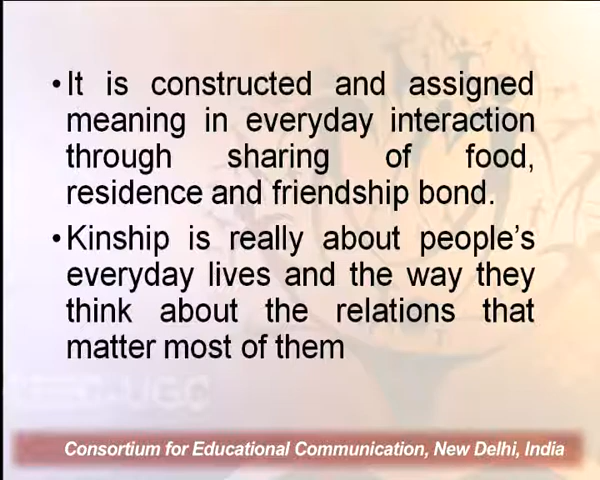 •It is constructed and assigned
meaning in everyday interaction
through sharing of food,
residence and friendship bond.
•Kinship is really about people's
everyday lives and the way they
think about the relations that
matter most of them
UGC
Consortium for Educational Communication, New Delhi, India